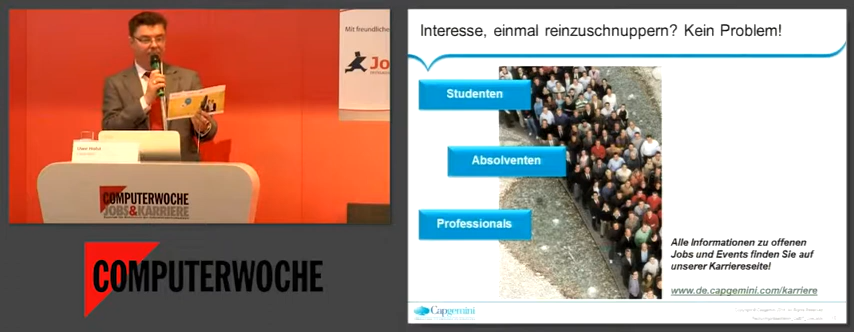 Mit freundliche
Jo
COMPUTERWOCHE
JOBS&KARRIERE
COMPUTERWOCHE
Interesse, einmal reinzuschnuppern? Kein Problem!
Studenten
Absolventen
Professionals
Alle Informationen zu offenen
Jobs und Events finden Sie auf
unserer Karriereseite!
www.de.capgemini.com/karriere
Capgemini